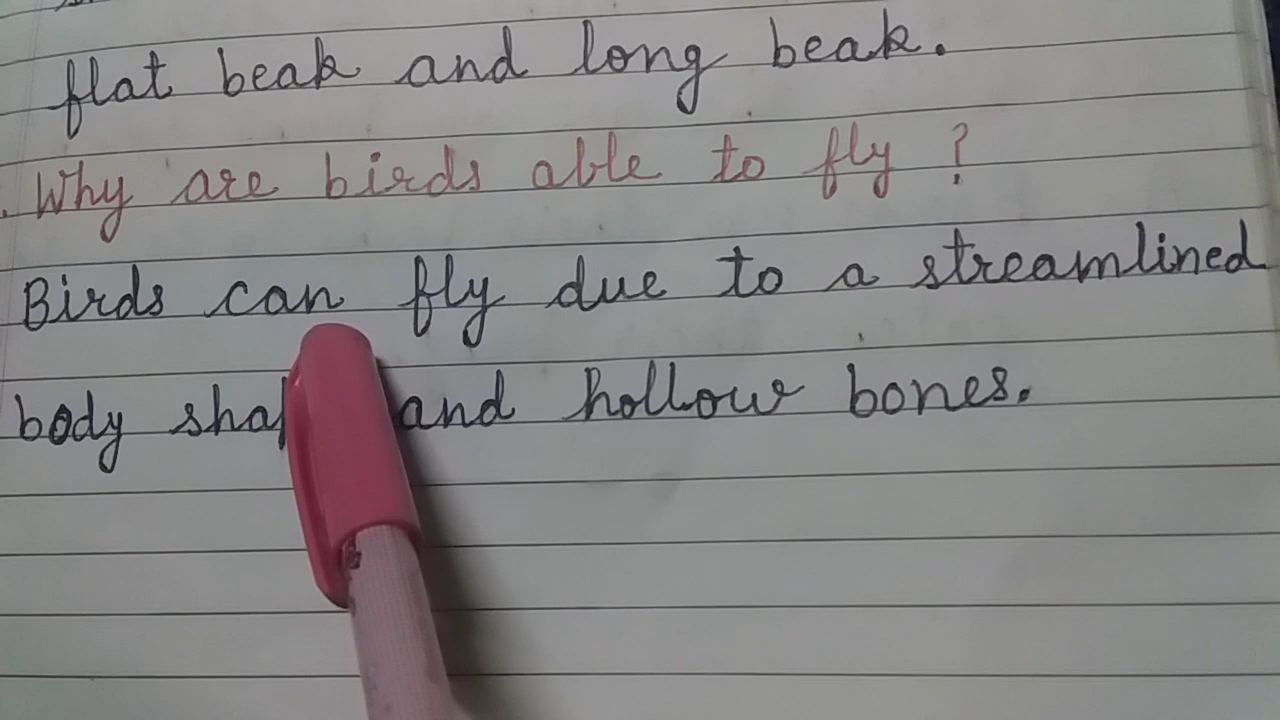 flat beak and long beak.
. Why are birds able to fly ?
Birds can fly due to a streamlined
body and hollow bones.